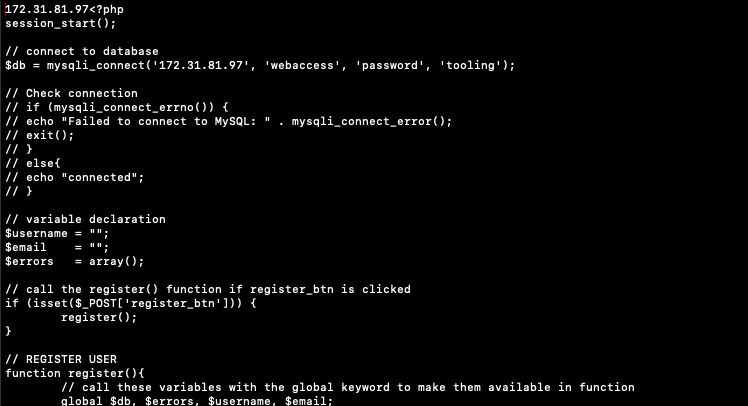 172.31.81.97<?php
session_start();

// connect to database
$db = mysqli_connect('172.31.81.97', 'webaccess', 'password', 'tooling');

// Check connection
// if (mysqli_connect_errno()) {
// echo "Failed to connect to MySQL: " . mysqli_connect_error();
// exit();
// }
// else{
// echo "connected";
// }

// variable declaration
$username = "";
$email    = "";
$errors   = array();

// call the register() function if register_btn is clicked
if (isset($_POST['register_btn'])) {
        register();
}

// REGISTER USER
function register(){
        // call these variables with the global keyword to make them available in function
        global $db, $errors, $username, $email;